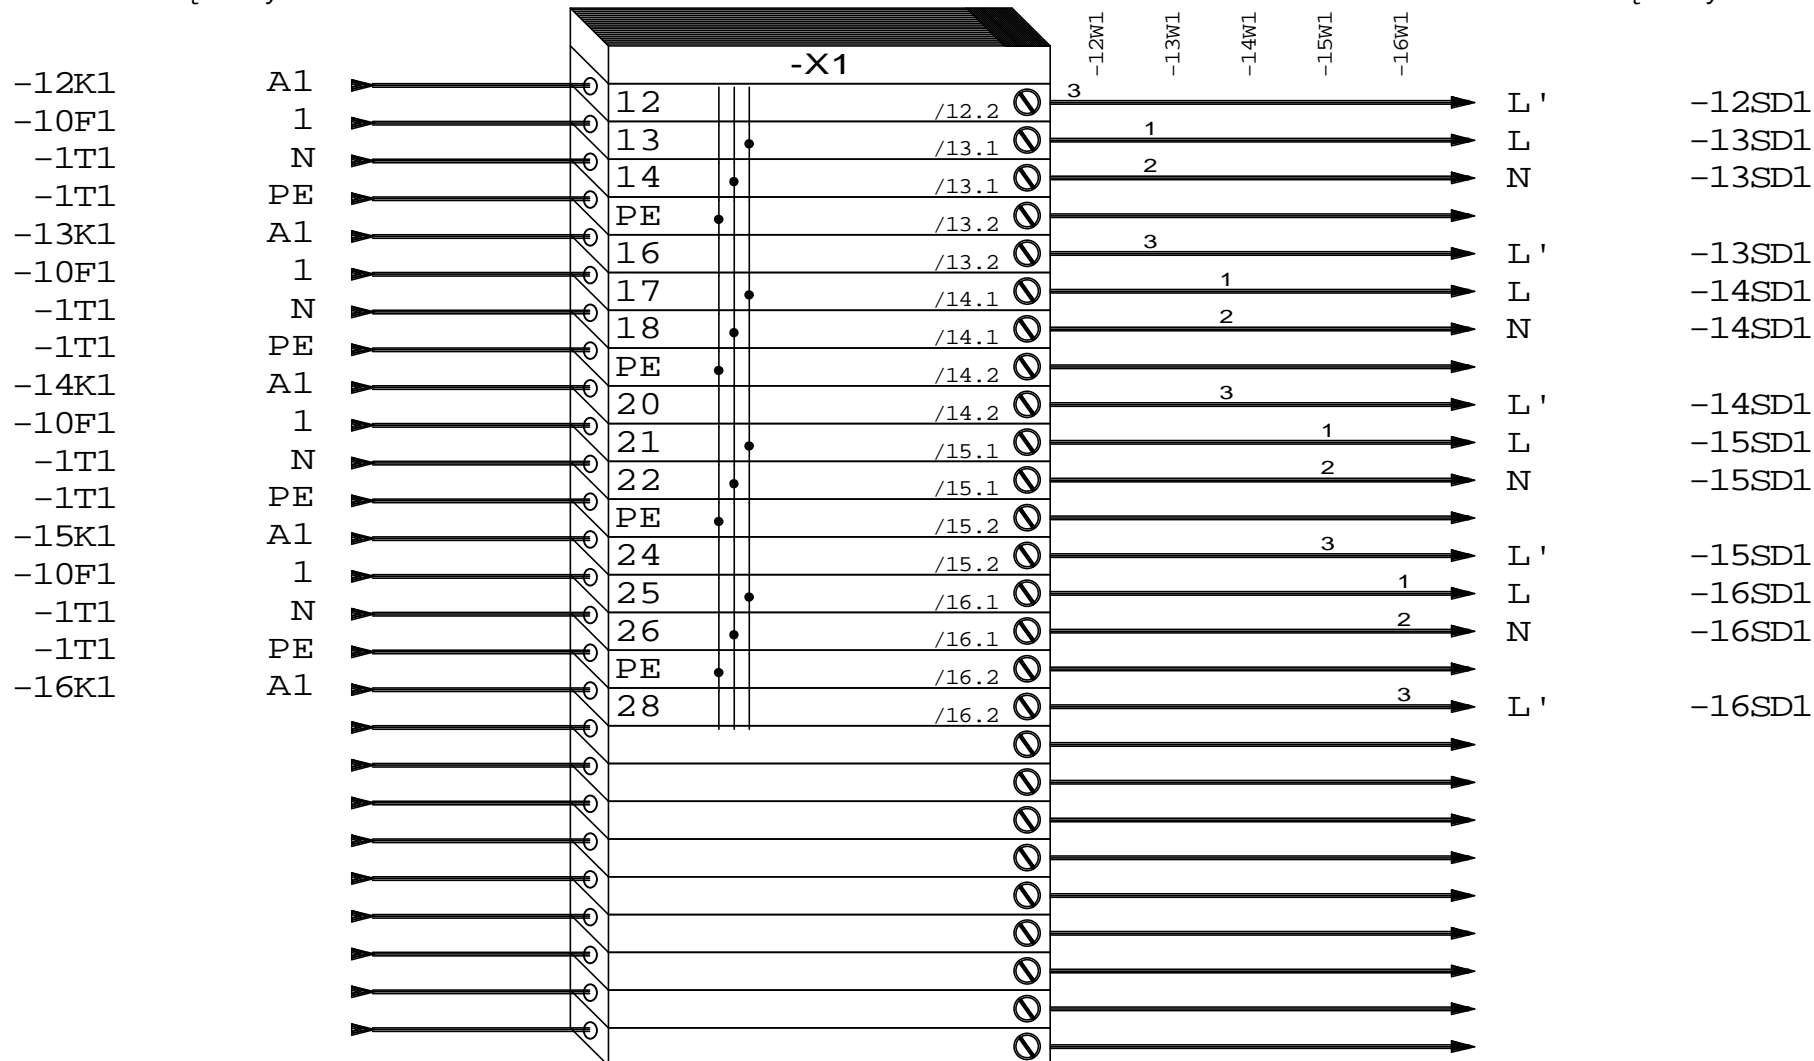 -12W1 -13W1 -14W1 -15W1 -16W1
-X1
-12K1 A1 12 /12.2 3 L' -12SD1
-10F1 1 13 /13.1 1 L -13SD1
-1T1 N 14 /13.1 2 N -13SD1
-1T1 PE PE /13.2
-13K1 A1 16 /13.2 3 L' -13SD1
-10F1 1 17 /14.1 1 L -14SD1
-1T1 N 18 /14.1 2 N -14SD1
-1T1 PE PE /14.2
-14K1 A1 20 /14.2 3 L' -14SD1
-10F1 1 21 /15.1 1 L -15SD1
-1T1 N 22 /15.1 2 N -15SD1
-1T1 PE PE /15.2
-15K1 A1 24 /15.2 3 L' -15SD1
-10F1 1 25 /16.1 1 L -16SD1
-1T1 N 26 /16.1 2 N -16SD1
-1T1 PE PE /16.2
-16K1 A1 28 /16.2 3 L' -16SD1